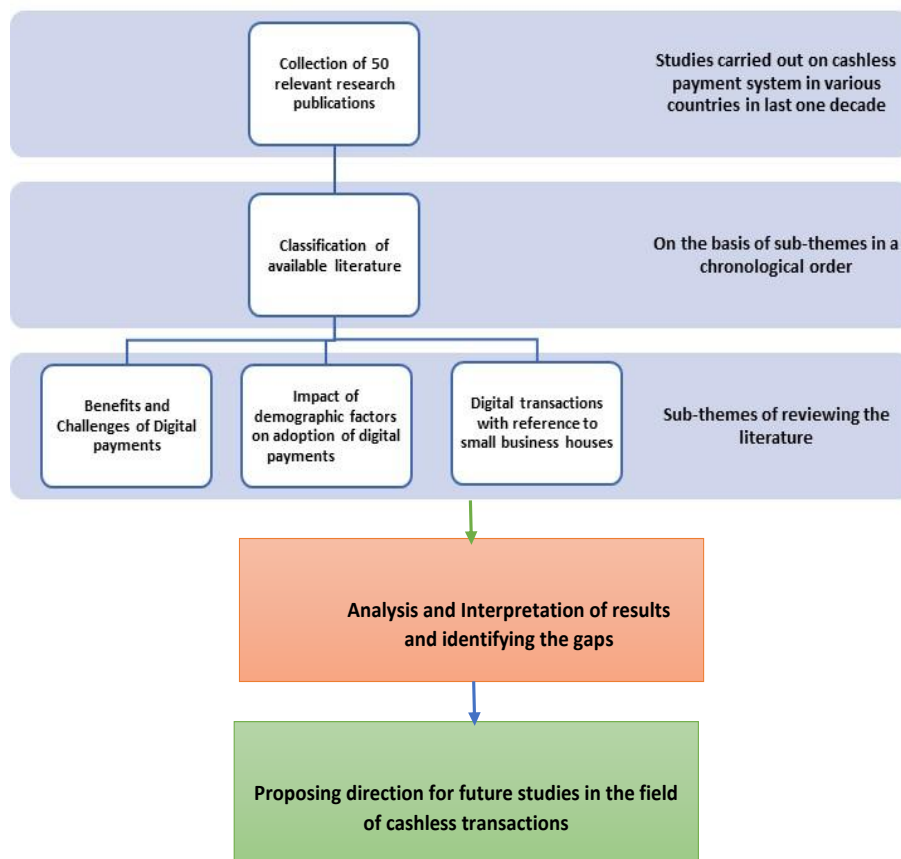 Collection of 50
relevant research
publications
Studies carried out on cashless
payment system in various
countries in last one decade
Classification of
available literature
On the basis of sub-themes in a
chronological order
Benefits and
Challenges of Digital
payments
Impact of
demographic factors
on adoption of digital
payments
Digital transactions
with reference to
small business houses
Sub-themes of reviewing the
literature
Analysis and Interpretation of results
and identifying the gaps
Proposing direction for future studies in the field
of cashless transactions